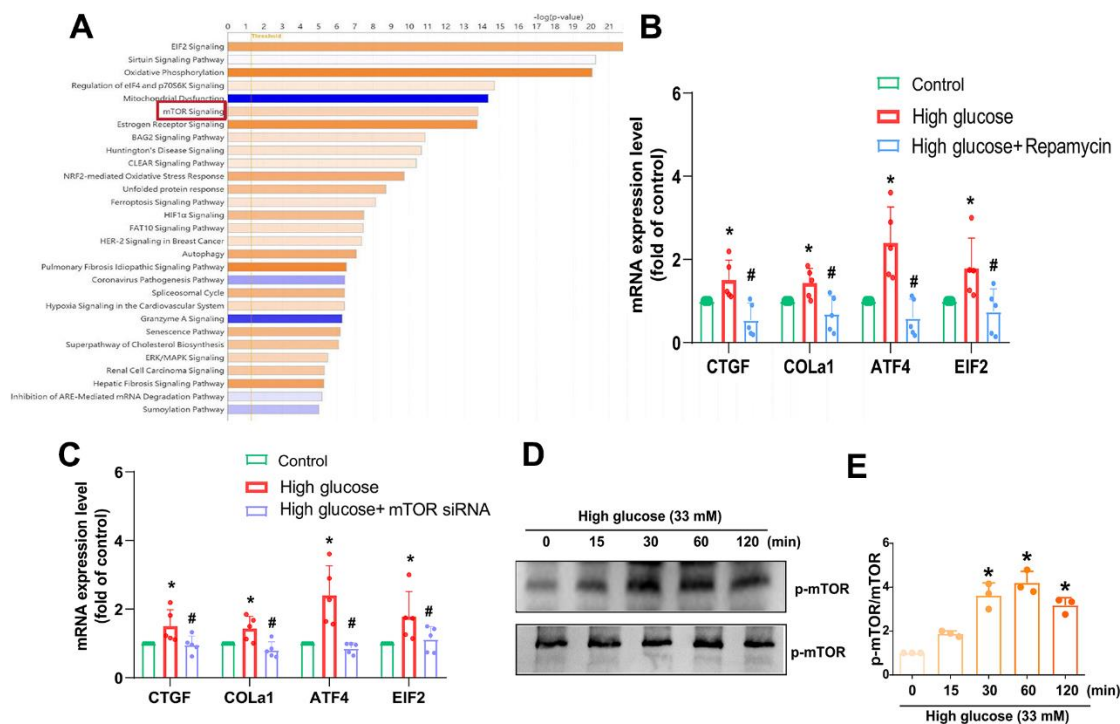 A
-log(p-value)
0 1 2 3 4 5 6 7 8 9 10 11 12 13 14 15 16 17 18 19 20 21
Threshold
EIF2 Signaling
Sirtuin Signaling Pathway
Oxidative Phosphorylation
Regulation of eIF4 and p70S6K Signaling
Mitochondrial Dysfunction
mTOR Signaling
Estrogen Receptor Signaling
BAG2 Signaling Pathway
Huntington's Disease Signaling
CLEAR Signaling Pathway
NRF2-mediated Oxidative Stress Response
Unfolded protein response
Ferroptosis Signaling Pathway
HIF1α Signaling
FAT10 Signaling Pathway
HER-2 Signaling in Breast Cancer
Autophagy
Pulmonary Fibrosis Idiopathic Signaling Pathway
Coronavirus Pathogenesis Pathway
Spliceosomal Cycle
Hypoxia Signaling in the Cardiovascular System
Granzyme A Signaling
Senescence Pathway
Superpathway of Cholesterol Biosynthesis
ERK/MAPK Signaling
Renal Cell Carcinoma Signaling
Hepatic Fibrosis Signaling Pathway
Inhibition of ARE-Mediated mRNA Degradation Pathway
Sumoylation Pathway
B
Control
High glucose
High glucose+Repamycin
mRNA expression level
(fold of control)
6
4
2
0
* # * # * # * #
CTGF COLa1 ATF4 EIF2
C
Control
High glucose
High glucose+ mTOR siRNA
mRNA expression level
(fold of control)
6
4
2
0
* # * # * # * #
CTGF COLa1 ATF4 EIF2
D
High glucose (33 mM)
0 15 30 60 120 (min)
p-mTOR
p-mTOR
E
p-mTOR/mTOR
6
4
2
0
* * *
0 15 30 60 120 (min)
High glucose (33 mM)